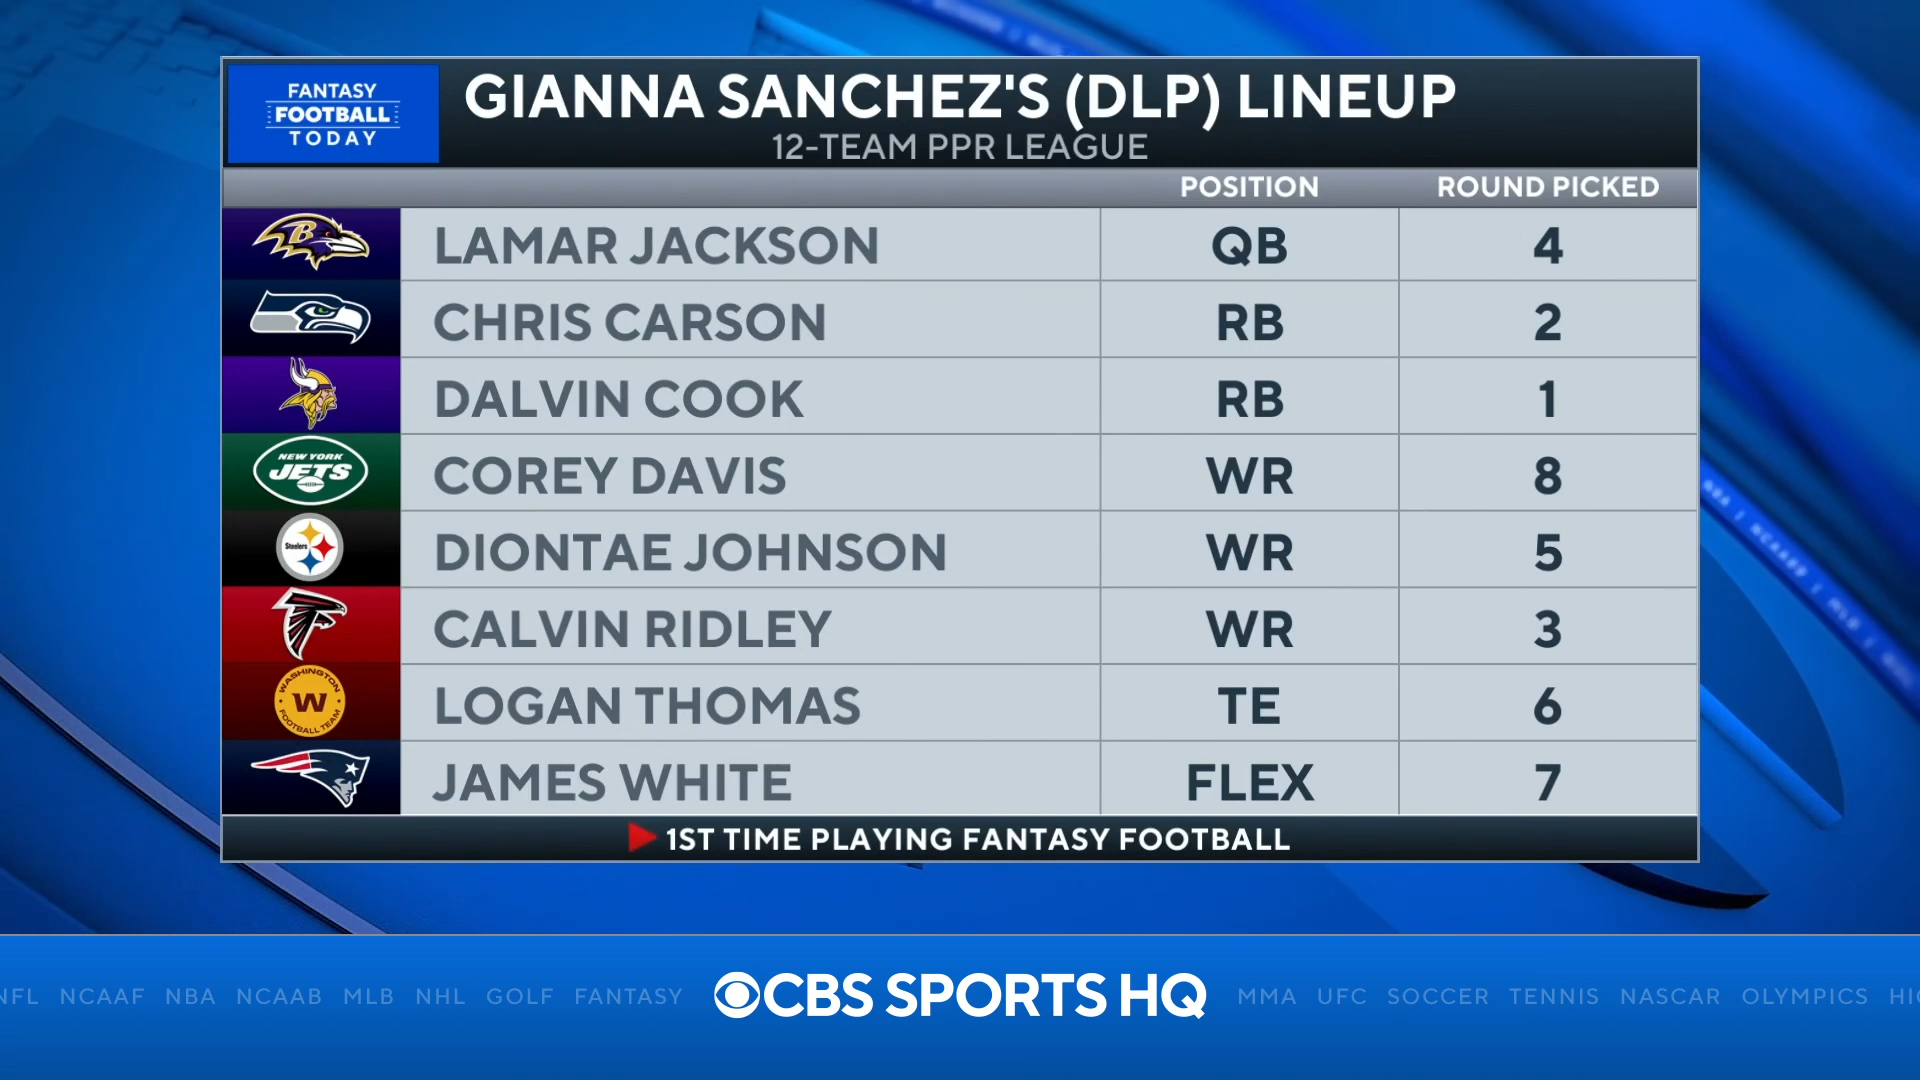 FANTASY
FOOTBALL
TODAY
GIANNA SANCHEZ'S (DLP) LINEUP
12-TEAM PPR LEAGUE
POSITION ROUND PICKED
LAMAR JACKSON QB 4
CHRIS CARSON RB 2
DALVIN COOK RB 1
NEW YORK
JETS
COREY DAVIS WR 8
Steelers
DIONTAE JOHNSON WR 5
CALVIN RIDLEY WR 3
WASHINGTON
W
FOOTBALL TEAM
LOGAN THOMAS TE 6
JAMES WHITE FLEX 7
1ST TIME PLAYING FANTASY FOOTBALL
NFL NCAAF NBA NCAAB MLB NHL GOLF FANTASY CBS SPORTS HQ MMA UFC SOCCER TENNIS NASCAR OLYMPICS